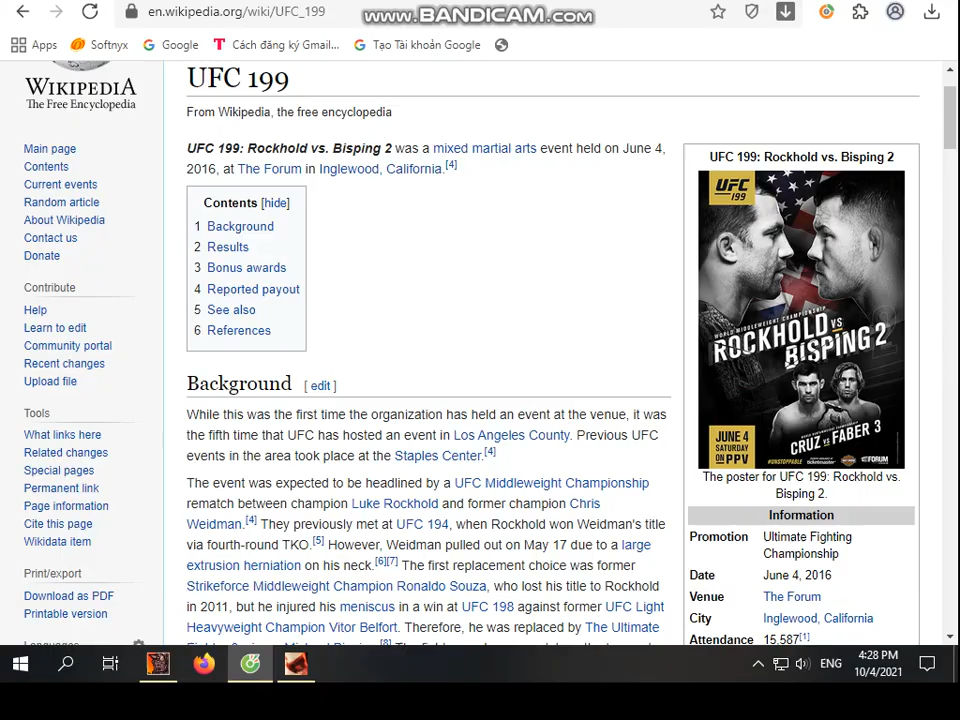 en.wikipedia.org/wiki/UFC_199
www.BANDICAM.com
Apps
Softnyx
Google
Cách đăng ký Gmail...
Tạo Tài khoản Google
WIKIPEDIA
The Free Encyclopedia
Main page
Contents
Current events
Random article
About Wikipedia
Contact us
Donate
Contribute
Help
Learn to edit
Community portal
Recent changes
Upload file
Tools
What links here
Related changes
Special pages
Permanent link
Page information
Cite this page
Wikidata item
Print/export
Download as PDF
Printable version
UFC 199
From Wikipedia, the free encyclopedia
UFC 199: Rockhold vs. Bisping 2 was a mixed martial arts event held on June 4,
2016, at The Forum in Inglewood, California.[4]
Contents [hide]
1 Background
2 Results
3 Bonus awards
4 Reported payout
5 See also
6 References
Background [ edit ]
While this was the first time the organization has held an event at the venue, it was
the fifth time that UFC has hosted an event in Los Angeles County. Previous UFC
events in the area took place at the Staples Center.[4]
The event was expected to be headlined by a UFC Middleweight Championship
rematch between champion Luke Rockhold and former champion Chris
Weidman.[4] They previously met at UFC 194, when Rockhold won Weidman's title
via fourth-round TKO.[5] However, Weidman pulled out on May 17 due to a large
extrusion herniation on his neck.[6][7] The first replacement choice was former
Strikeforce Middleweight Champion Ronaldo Souza, who lost his title to Rockhold
in 2011, but he injured his meniscus in a win at UFC 198 against former UFC Light
Heavyweight Champion Vitor Belfort. Therefore, he was replaced by The Ultimate
UFC 199: Rockhold vs. Bisping 2
UFC
199
WORLD MIDDLEWEIGHT CHAMPIONSHIP
ROCKHOLD VS
BISPING 2
CRUZ VS FABER 3
JUNE 4
SATURDAY
ON PPV
#UNSTOPPABLE
ticketmaster
FORUM
The poster for UFC 199: Rockhold vs.
Bisping 2.
Information
Promotion Ultimate Fighting
Championship
Date June 4, 2016
Venue The Forum
City Inglewood, California
Attendance 15,587[1]
ENG
4:28 PM
10/4/2021